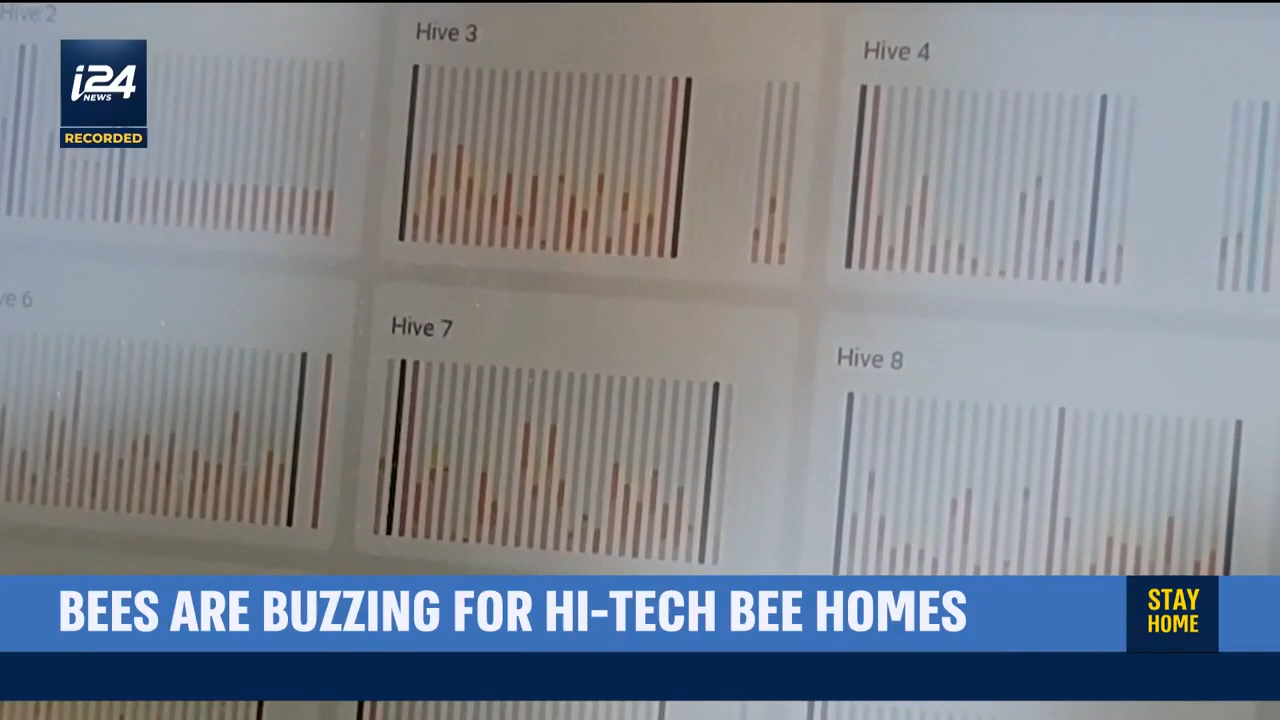 Hive 2
Hive 3
Hive 4
i24
NEWS
RECORDED
ve 6
Hive 7
Hive 8
BEES ARE BUZZING FOR HI-TECH BEE HOMES
STAY
HOME